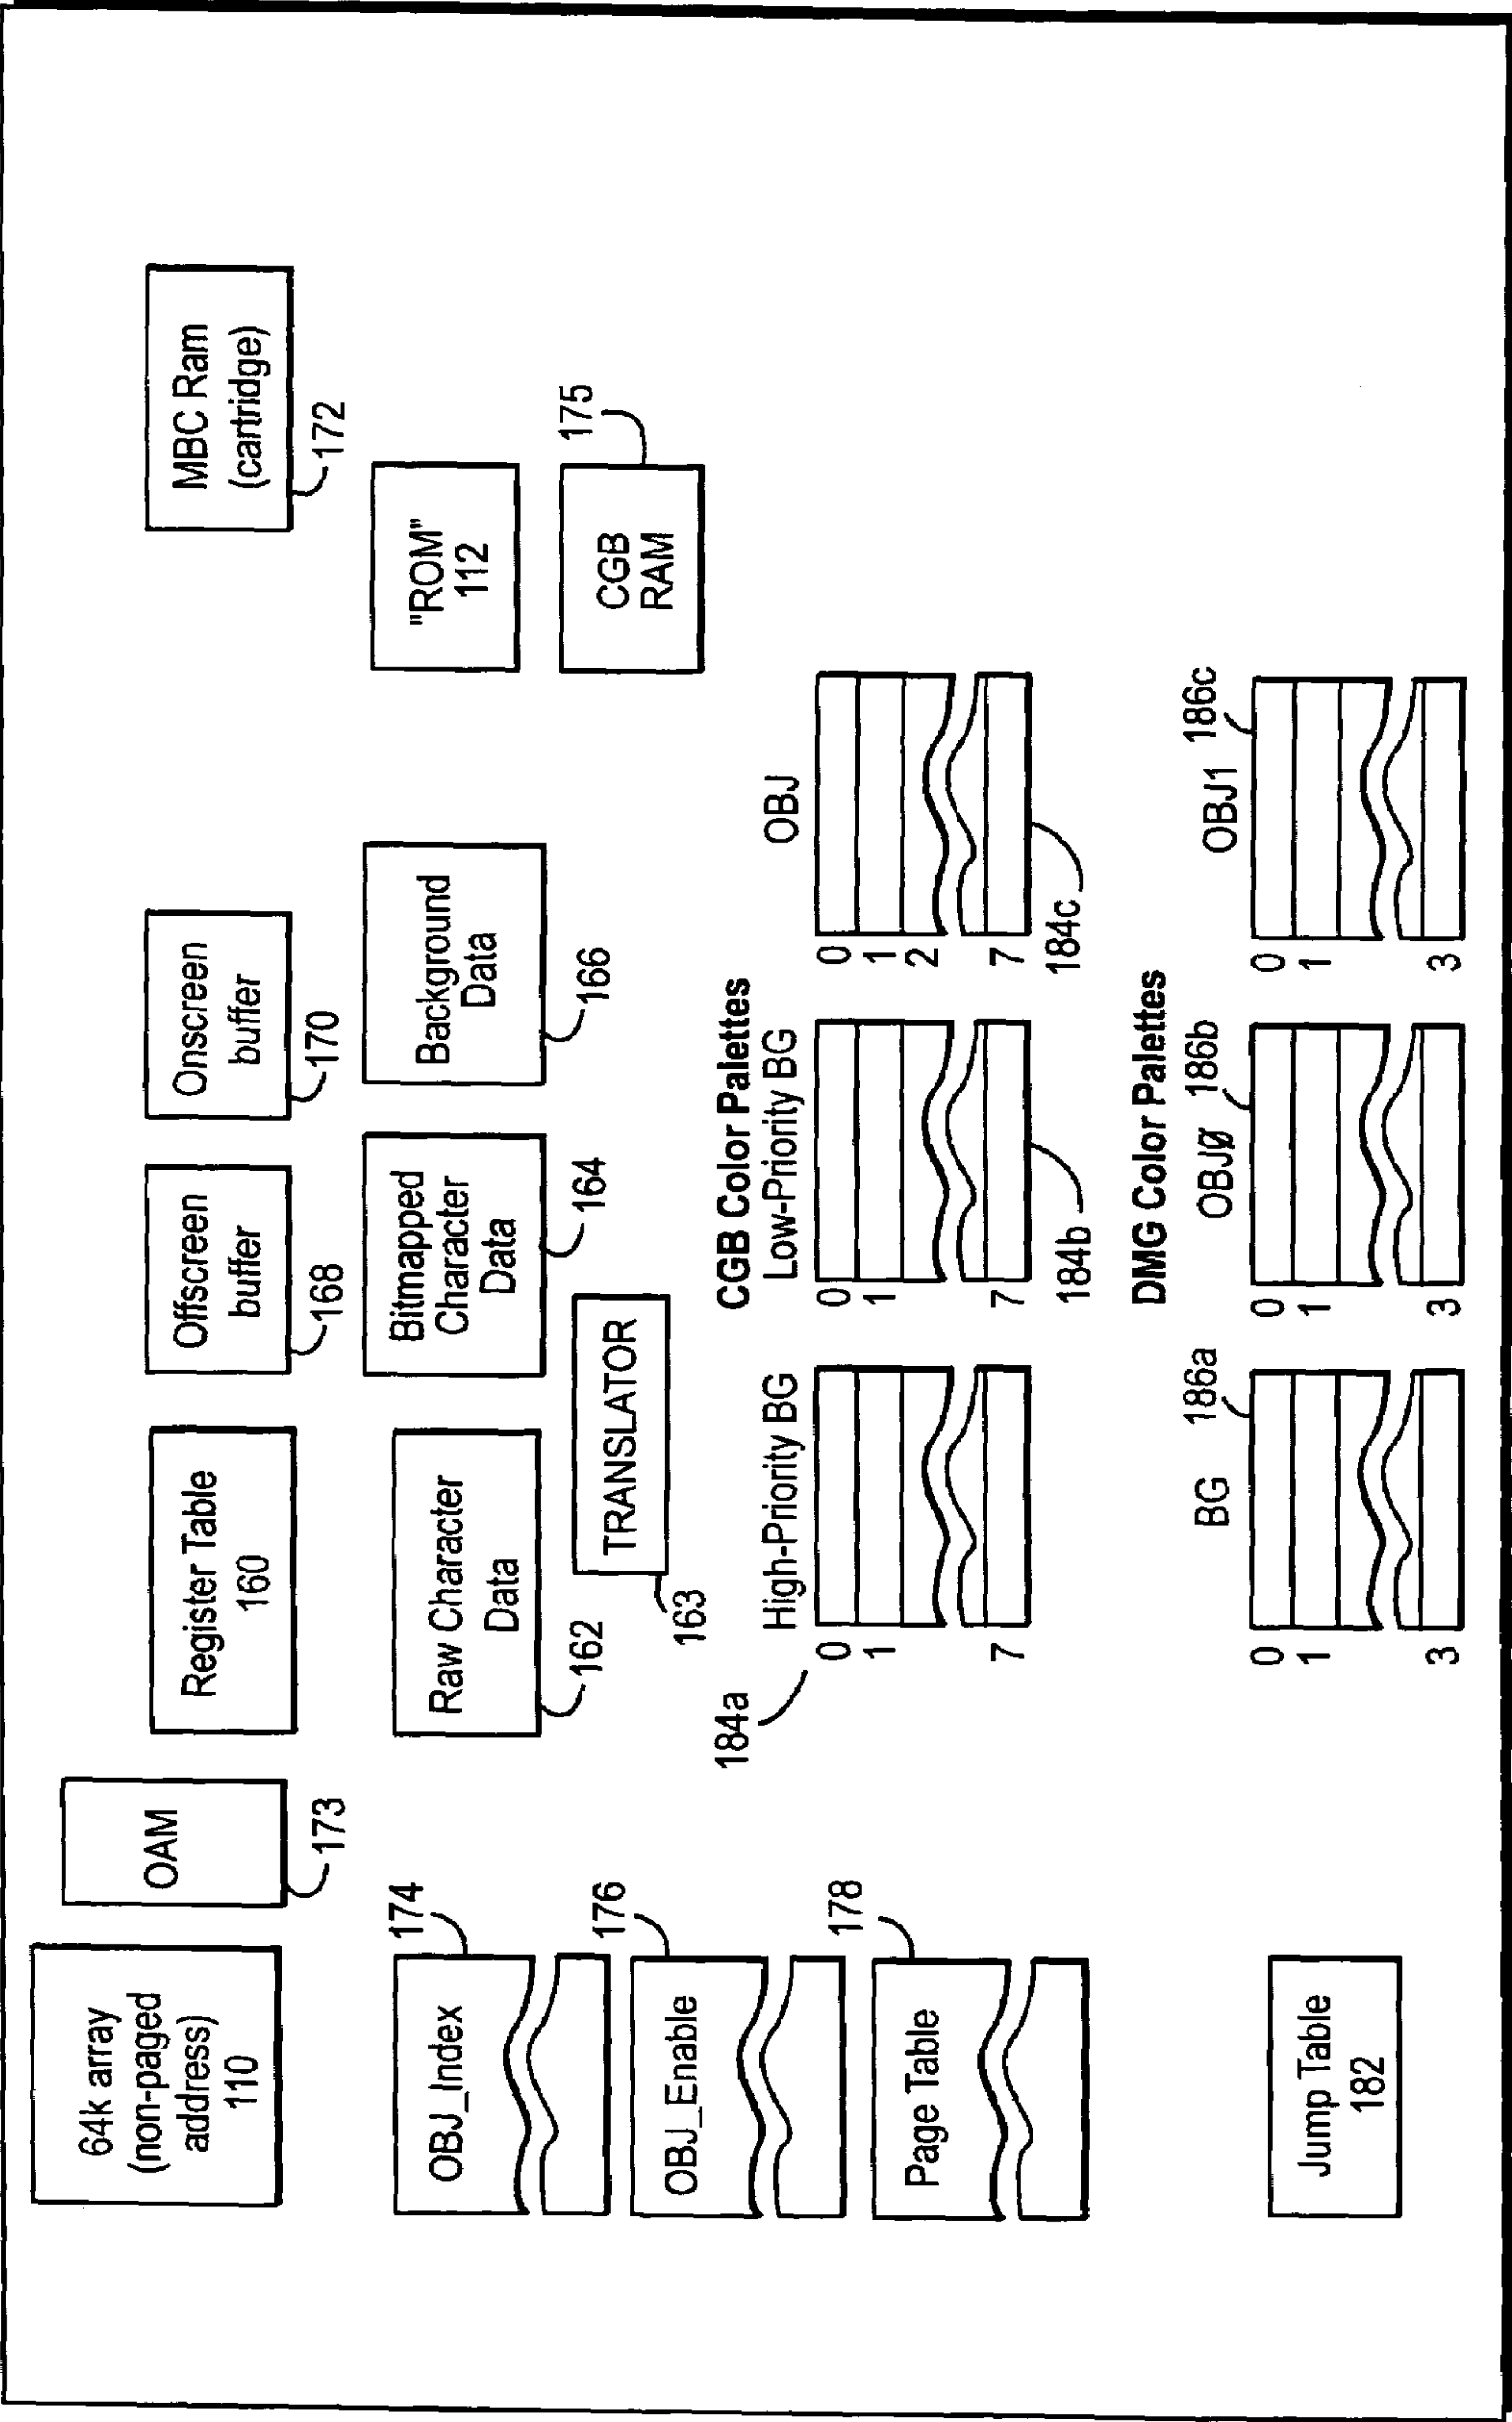 64k array
(non-paged
address)
110
OAM
173
Register Table
160
Offscreen
buffer
168
Onscreen
buffer
170
MBC Ram
(cartridge)
172
OBJ_Index
174
Raw Character
Data
162
Bitmapped
Character
Data
164
Background
Data
166
"ROM"
112
TRANSLATOR
163
CGB
RAM
175
OBJ_Enable
176
Page Table
178
CGB Color Palettes
184a
High-Priority BG
0
1
7
Low-Priority BG
0
1
7
184b
OBJ
0
1
2
7
184c
DMG Color Palettes
BG
186a
0
1
3
OBJØ
186b
0
1
3
OBJ1
186c
0
1
3
Jump Table
182